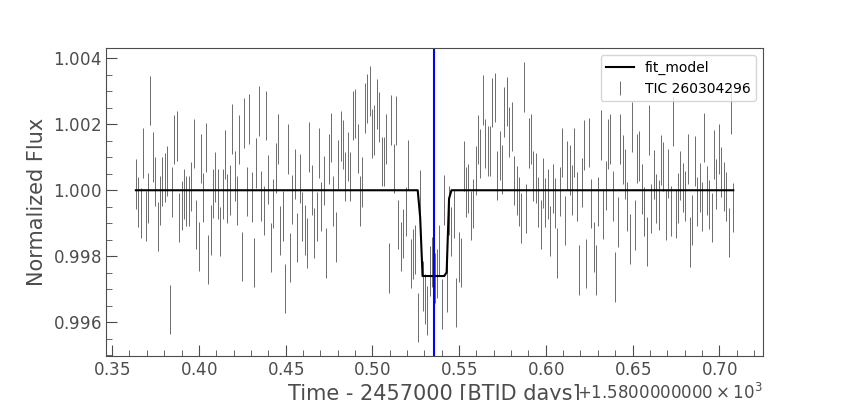 1.004
1.002
1.000
0.998
0.996
Normalized Flux
fit_model
TIC 260304296
0.35 0.40 0.45 0.50 0.55 0.60 0.65 0.70
Time - 2457000 [BTJD days]
+1.5800000000 × 10³